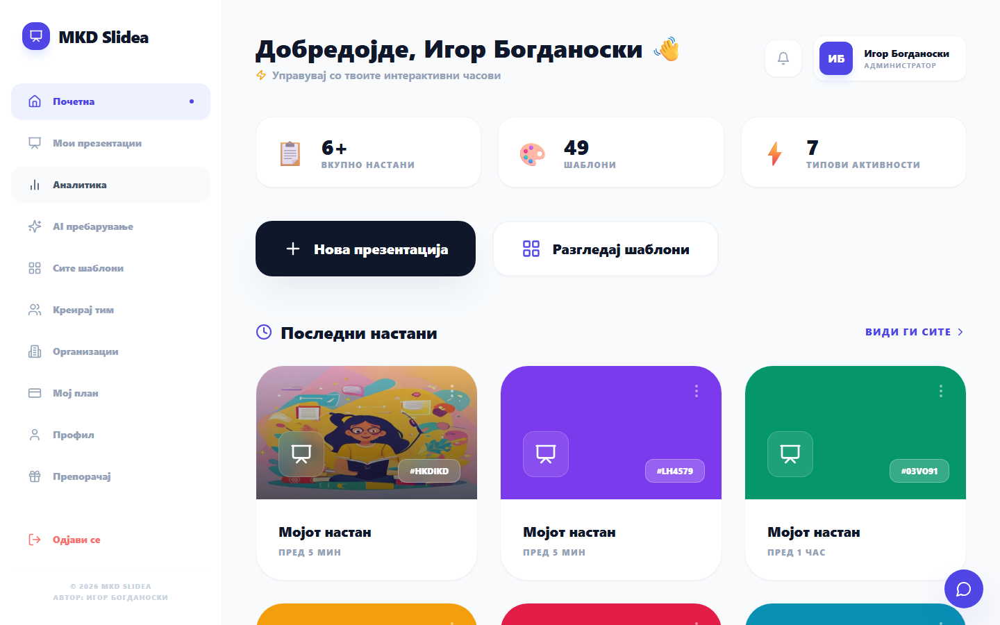 MKD Slidea
Почетна
Мои презентации
Аналитика
AI пребарување
Сите шаблони
Креирај тим
Организации
Мој план
Профил
Препорачај
Одјави се
© 2026 MKD SLIDEA
АВТОР: ИГОР БОГДАНОСКИ
Добредојде, Игор Богданоски 👋
Управувај со твоите интерактивни часови
ИБ
Игор Богданоски
АДМИНИСТРАТОР
6+
ВКУПНО НАСТАНИ
49
ШАБЛОНИ
7
ТИПОВИ АКТИВНОСТИ
Нова презентација
Разгледај шаблони
Последни настани
ВИДИ ГИ СИТЕ
#HKDIKD
Мојот настан
ПРЕД 5 МИН
#LH4579
Мојот настан
ПРЕД 5 МИН
#03VO91
Мојот настан
ПРЕД 1 ЧАС